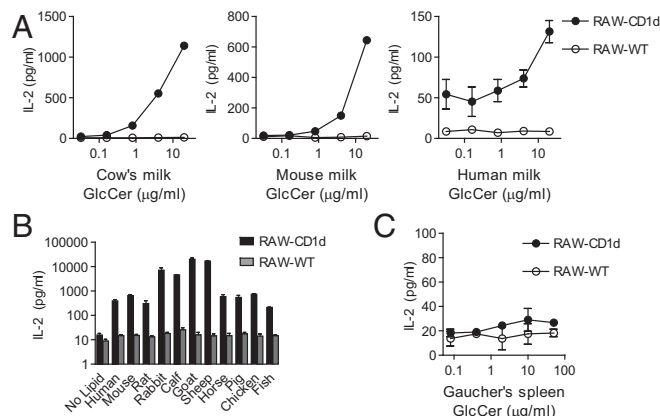 A
IL-2 (pg/ml)
1500
1000
500
0
0.1 1 10
Cow's milk
GlcCer (μg/ml)
IL-2 (pg/ml)
800
600
400
200
0
0.1 1 10
Mouse milk
GlcCer (μg/ml)
IL-2 (pg/ml)
150
100
50
0
0.1 1 10
Human milk
GlcCer (μg/ml)
RAW-CD1d
RAW-WT
B
IL-2 (pg/ml)
100000
10000
1000
100
10
1
No Lipid
Human
Mouse
Rat
Rabbit
Calf
Goat
Sheep
Horse
Pig
Chicken
Fish
RAW-CD1d
RAW-WT
C
IL-2 (pg/ml)
100
80
60
40
20
0
0.1 1 10 100
Gaucher's spleen
GlcCer (μg/ml)
RAW-CD1d
RAW-WT